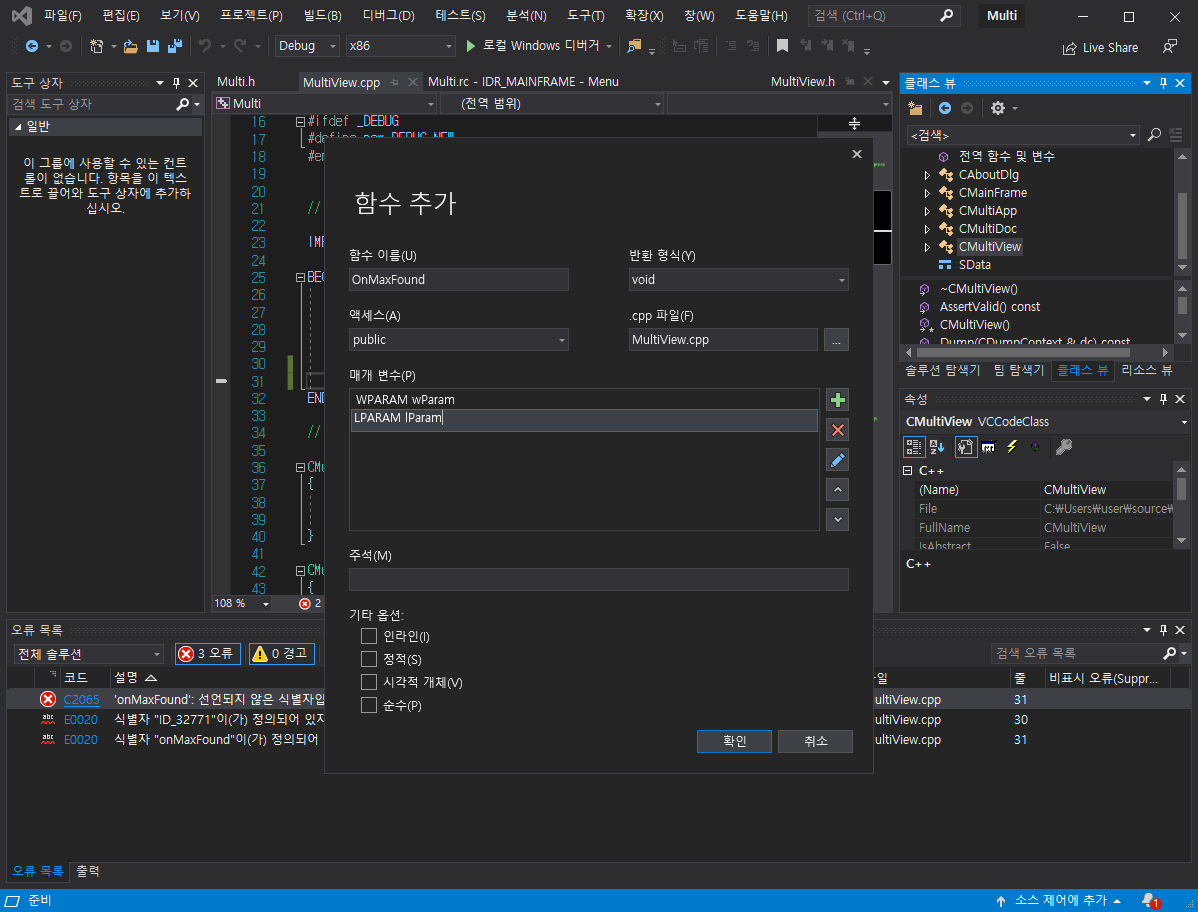 파일(F) 편집(E) 보기(V) 프로젝트(P) 빌드(B) 디버그(D) 테스트(S) 분석(N) 도구(T) 확장(X) 창(W) 도움말(H) 검색 (Ctrl+Q) Multi
Debug x86 로컬 Windows 디버거 Live Share
도구 상자
검색 도구 상자
일반
이 그룹에 사용할 수 있는 컨트
롤이 없습니다. 항목을 이 텍스
트로 끌어와 도구 상자에 추가하
십시오.
Multi.h MultiView.cpp Multi.rc - IDR_MAINFRAME - Menu MultiView.h
Multi (전역 범위)
16 #ifdef _DEBUG
17
18
19
20
21 //
22
23
24
25
26
27
28
29
30
31
32
33
34 //
35
36
37 {
38
39
40 }
41
42
43 {
108 % 2
함수 추가
함수 이름(U) 반환 형식(Y)
OnMaxFound void
액세스(A) .cpp 파일(F)
public MultiView.cpp ...
매개 변수(P)
WPARAM wParam
LPARAM lParam
주석(M)
기타 옵션:
인라인(I)
정적(S)
시각적 개체(V)
순수(P)
확인 취소
클래스 뷰
<검색>
전역 함수 및 변수
CAboutDlg
CMainFrame
CMultiApp
CMultiDoc
CMultiView
SData
~CMultiView()
AssertValid() const
CMultiView()
Dump(CDumpContext & dc) const
솔루션 탐색기 팀 탐색기 클래스 뷰 리소스 뷰
속성
CMultiView VCCodeClass
C++
(Name) CMultiView
File C:₩Users₩user₩source₩
FullName CMultiView
IsAbstract False
C++
오류 목록
전체 솔루션 3 오류 0 경고 검색 오류 목록
코드 설명 줄 비표시 오류(Suppr...
C2065 'onMaxFound': 선언되지 않은 식별자입 ultiView.cpp 31
E0020 식별자 "ID_32771"이(가) 정의되어 있지 ultiView.cpp 30
E0020 식별자 "onMaxFound"이(가) 정의되어 ultiView.cpp 31
오류 목록 출력
준비 소스 제어에 추가 1